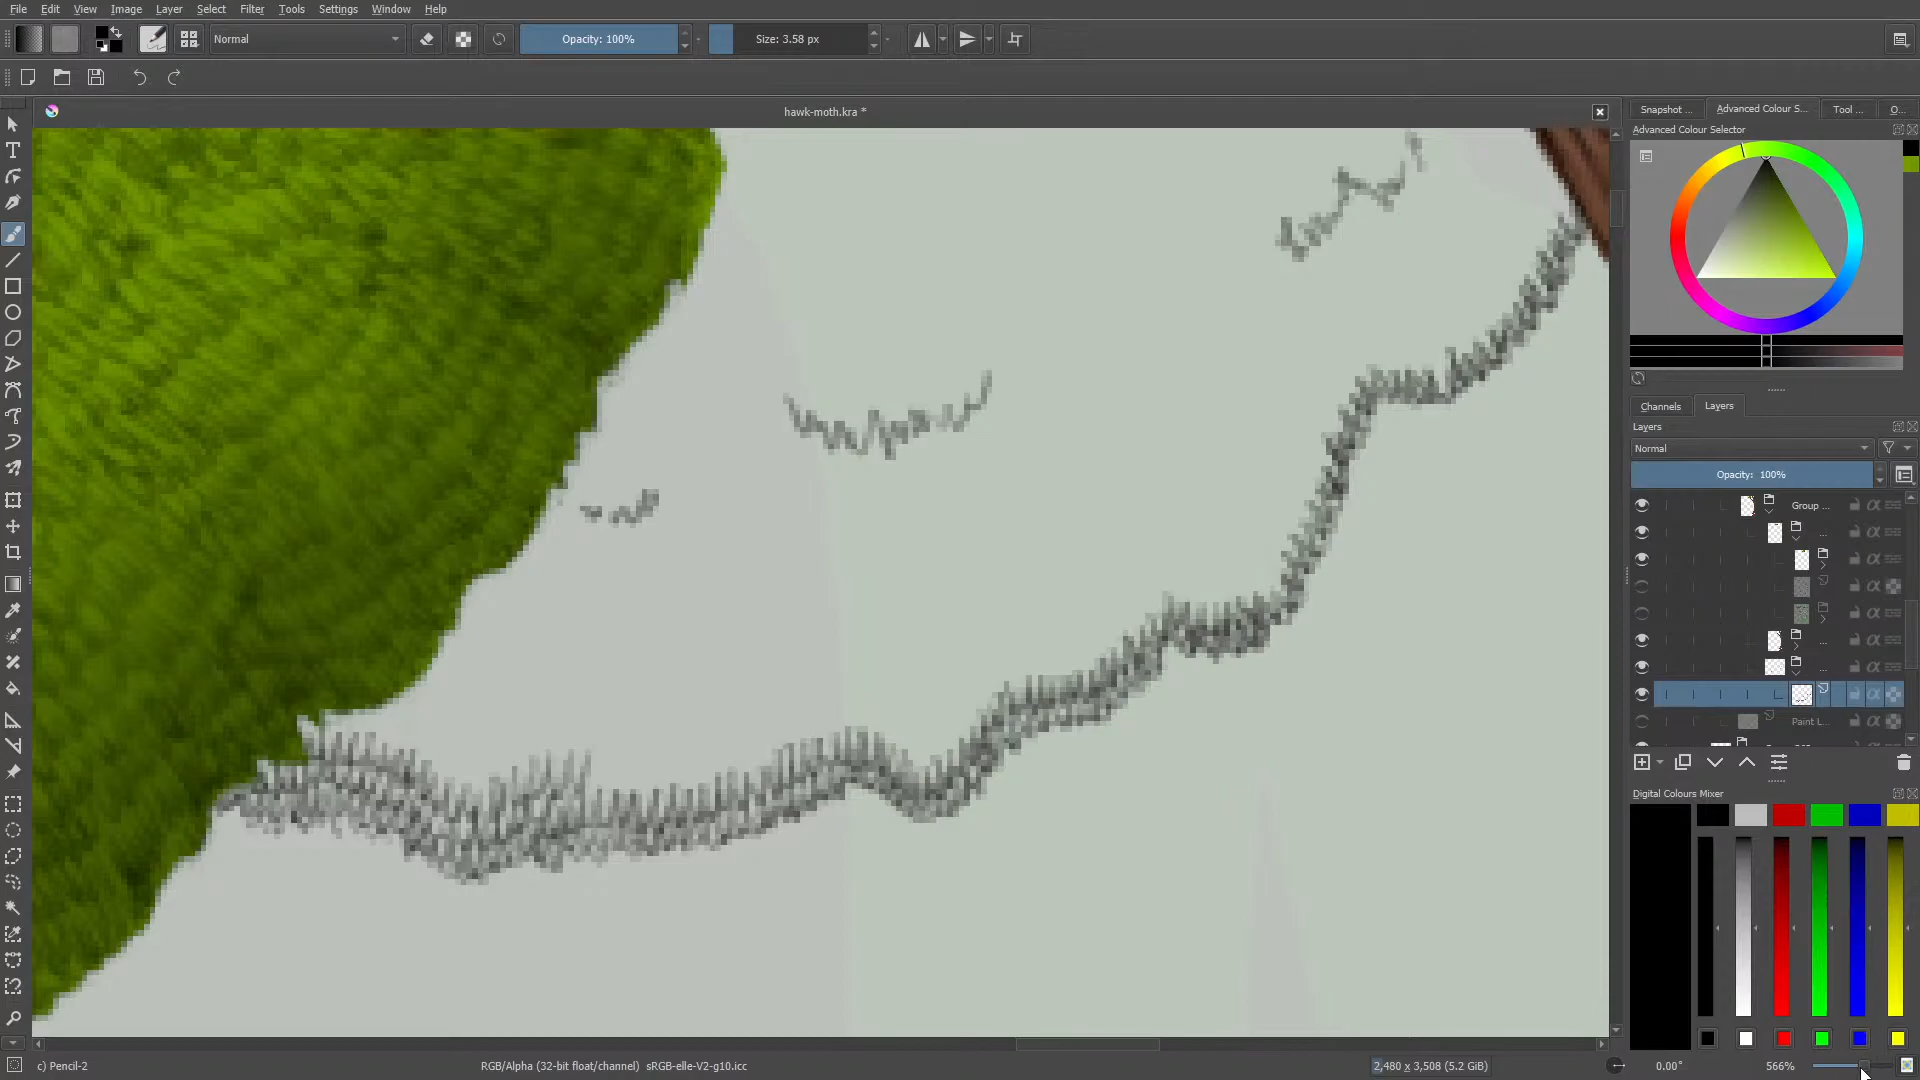 File Edit View Image Layer Filter Select Tools Settings Window Help
Normal Opacity: 100% Size: 3.58 px
hawk-moth.kra *
Snapshot ... Advanced Colour S... Tool ... O...
Advanced Colour Selector
Channels Layers
Layers
Normal
Opacity: 100%
Group ...
...
...
...
Paint L...
Digital Colours Mixer
c) Pencil-2 RGB/Alpha (32-bit float/channel) sRGB-elle-V2-g10.icc 2,480 x 3,508 (5.2 GiB) 0.00° 566%